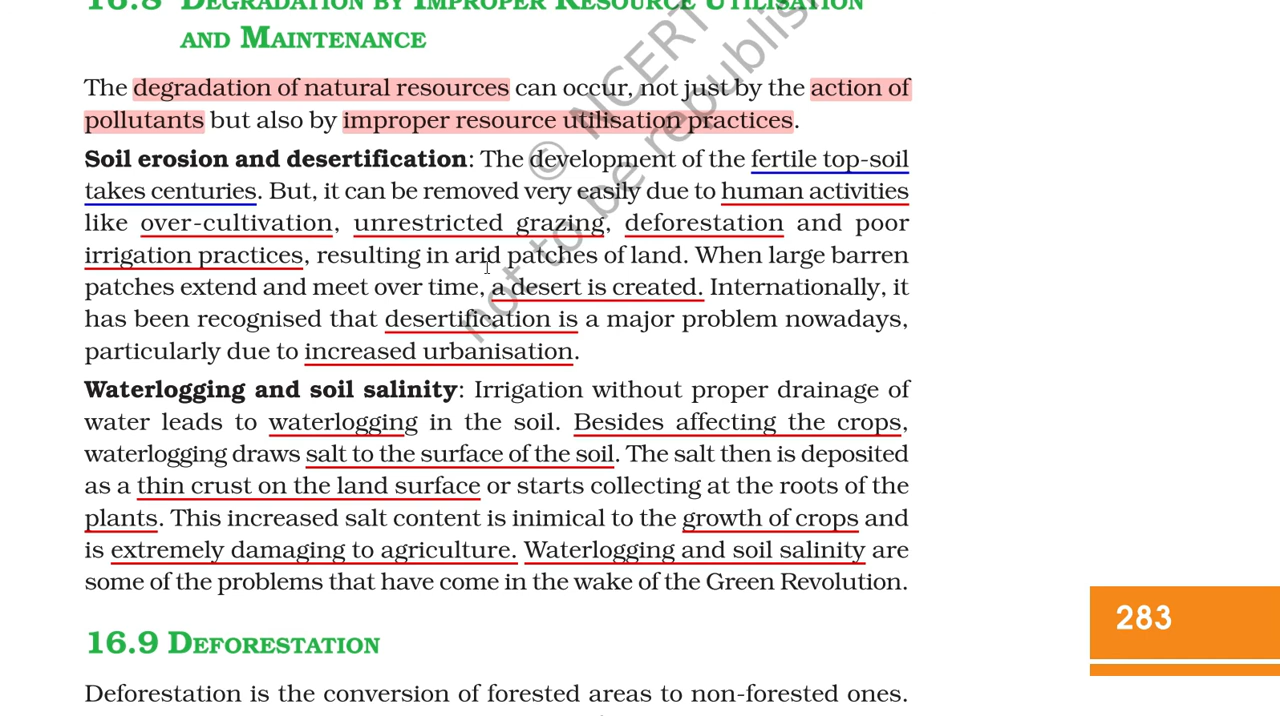 16.8 DEGRADATION BY IMPROPER RESOURCE UTILISATION
AND MAINTENANCE
The degradation of natural resources can occur, not just by the action of
pollutants but also by improper resource utilisation practices.
Soil erosion and desertification: The development of the fertile top-soil
takes centuries. But, it can be removed very easily due to human activities
like over-cultivation, unrestricted grazing, deforestation and poor
irrigation practices, resulting in arid patches of land. When large barren
patches extend and meet over time, a desert is created. Internationally, it
has been recognised that desertification is a major problem nowadays,
particularly due to increased urbanisation.
Waterlogging and soil salinity: Irrigation without proper drainage of
water leads to waterlogging in the soil. Besides affecting the crops,
waterlogging draws salt to the surface of the soil. The salt then is deposited
as a thin crust on the land surface or starts collecting at the roots of the
plants. This increased salt content is inimical to the growth of crops and
is extremely damaging to agriculture. Waterlogging and soil salinity are
some of the problems that have come in the wake of the Green Revolution.
283
16.9 DEFORESTATION
Deforestation is the conversion of forested areas to non-forested ones.
© NCERT
not to be republis